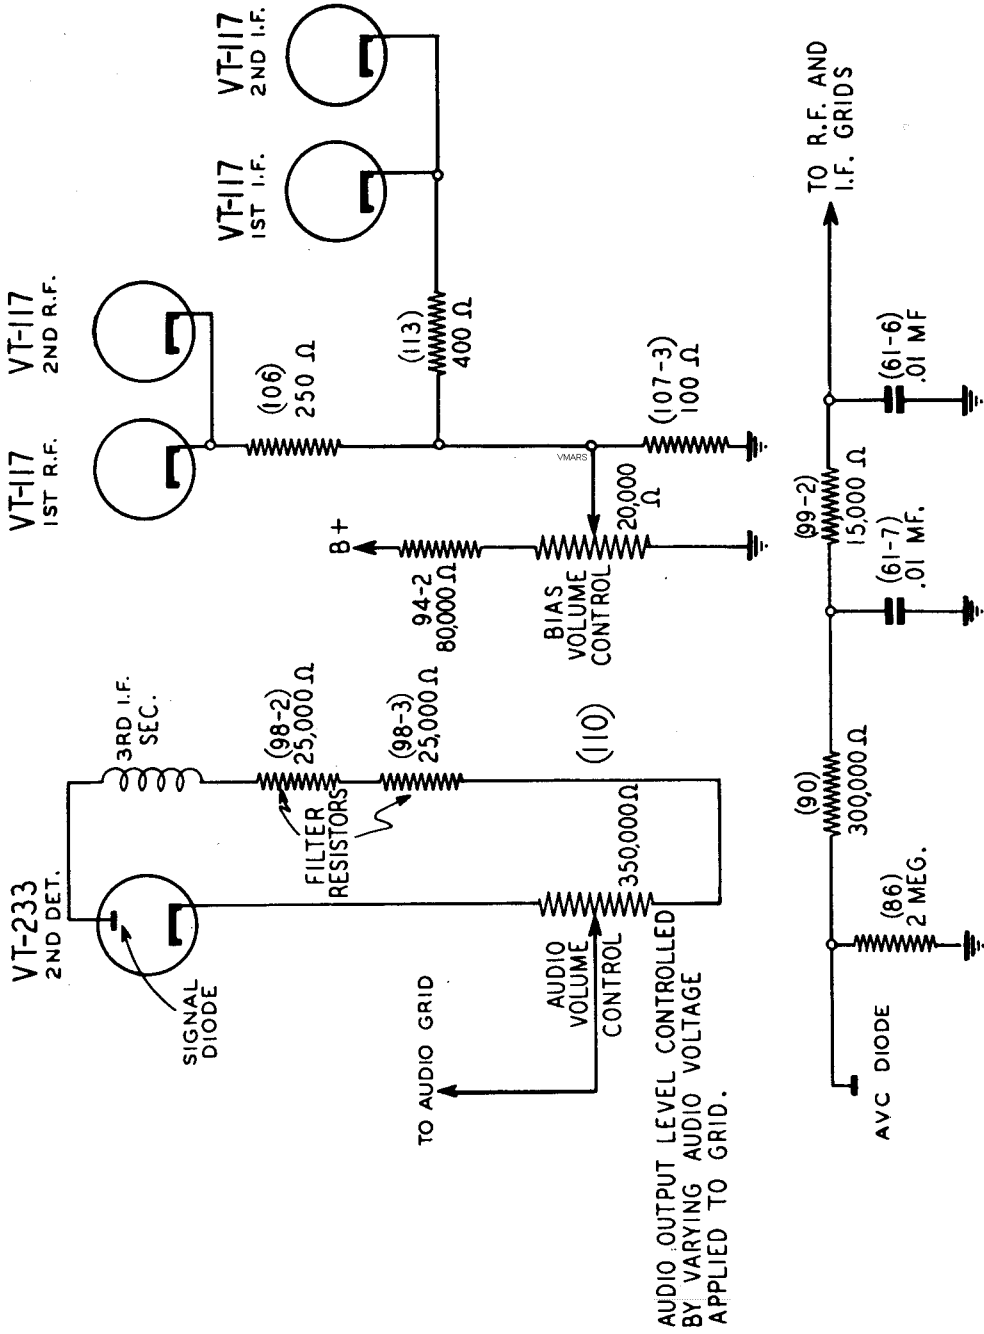 VT-233
2ND DET.
SIGNAL
DIODE
3RD I.F.
SEC.
FILTER
RESISTORS
(98-2)
25,000 Ω
(98-3)
25,000 Ω
TO AUDIO GRID
AUDIO
VOLUME
CONTROL
350,000Ω
(110)
AUDIO OUTPUT LEVEL CONTROLLED
BY VARYING AUDIO VOLTAGE
APPLIED TO GRID.
VT-117
1ST R.F.
VT-117
2ND R.F.
(106)
250 Ω
B+
94-2
80,000Ω
BIAS
VOLUME
CONTROL
20,000
Ω
VMARS
(107-3)
100 Ω
(113)
400 Ω
VT-117
1ST I.F.
VT-117
2ND I.F.
AVC DIODE
(86)
2 MEG.
(90)
300,000Ω
(61-7)
.01 MF.
(99-2)
15,000 Ω
(61-6)
.01 MF
TO R.F. AND
I.F. GRIDS